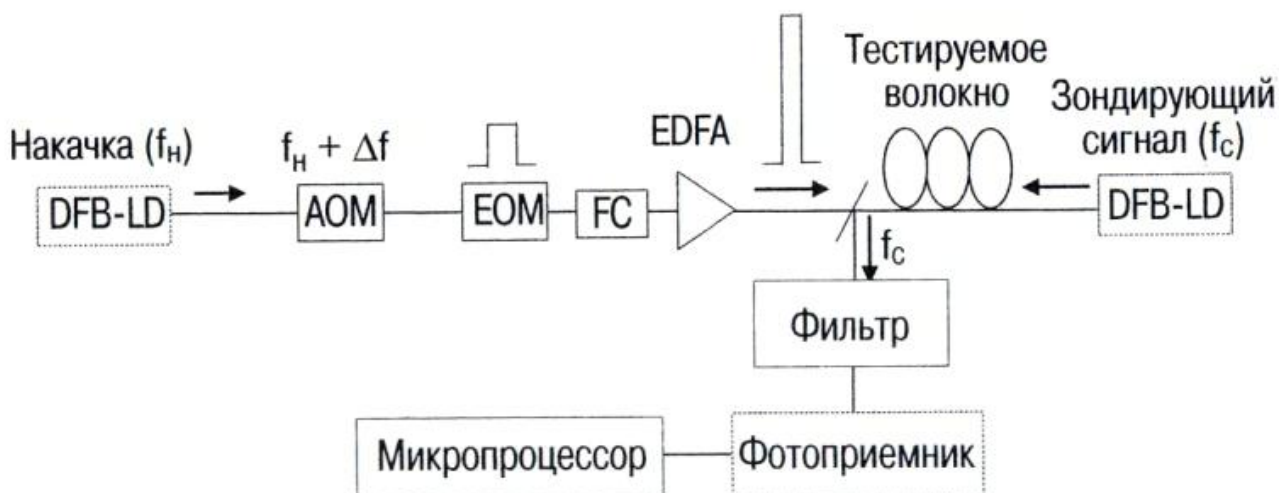 Тестируемое
волокно
Зондирующий
сигнал (fс)
Накачка (fн)
fн + Δf
EDFA
DFB-LD
AOM
EOM
FC
DFB-LD
fс
Фильтр
Микропроцессор
Фотоприемник